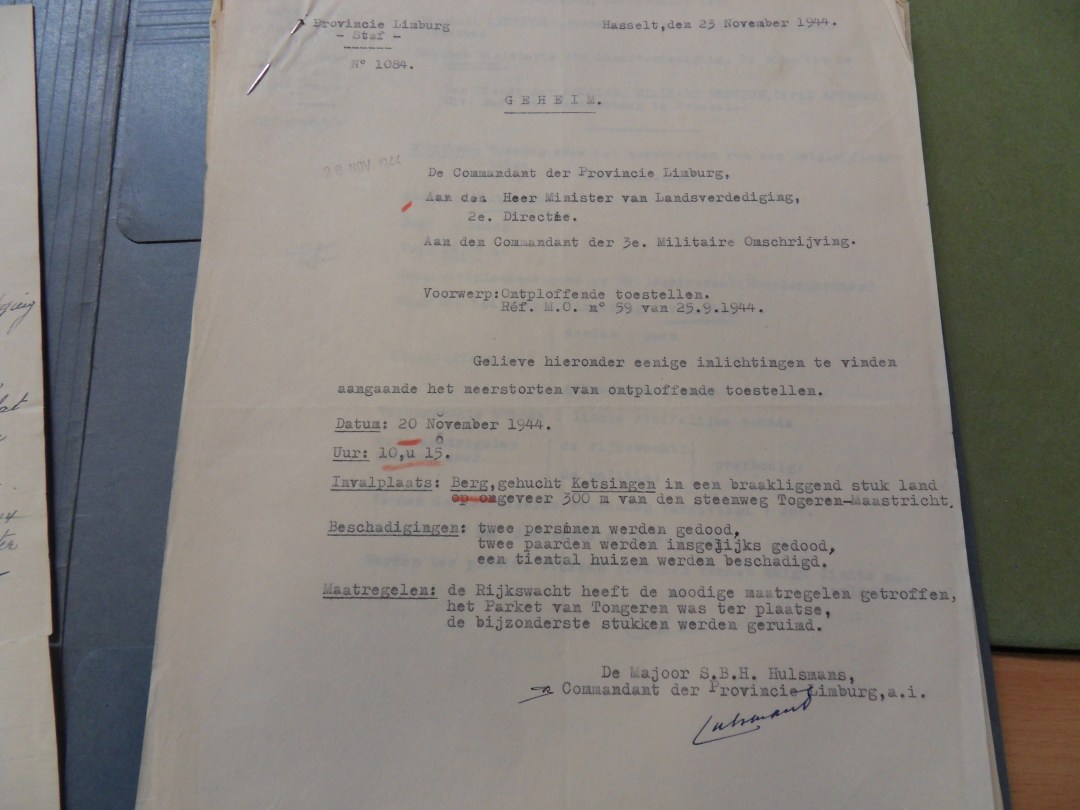 Provincie Limburg
- Staf -
N° 1084.
Hasselt,den 23 November 1944.
GEHEIM.
29 NOV 1944
De Commandant der Provincie Limburg,
Aan den Heer Minister van Landsverdediging,
2e. Directie.
Aan den Commandant der 3e. Militaire Omschrijving.
Voorwerp:Ontploffende toestellen.
Réf. M.O. n° 59 van 25.9.1944.
Gelieve hieronder eenige inlichtingen te vinden
aangaande het neerstorten van ontploffende toestellen.
Datum: 20 November 1944.
Uur: 10,u 15.
Invalplaats: Berg,gehucht Ketsingen in een braakliggend stuk land
op ongeveer 300 m van den steenweg Togeren-Maastricht.
Beschadigingen: twee personen werden gedood,
twee paarden werden insgelijks gedood,
een tiental huizen werden beschadigd.
Maatregelen: de Rijkswacht heeft de noodige maatregelen getroffen,
het Parket van Tongeren was ter plaatse,
de bijzonderste stukken werden geruimd.
De Majoor S.B.H. Hulsmans,
Commandant der Provincie Limburg,a.i.